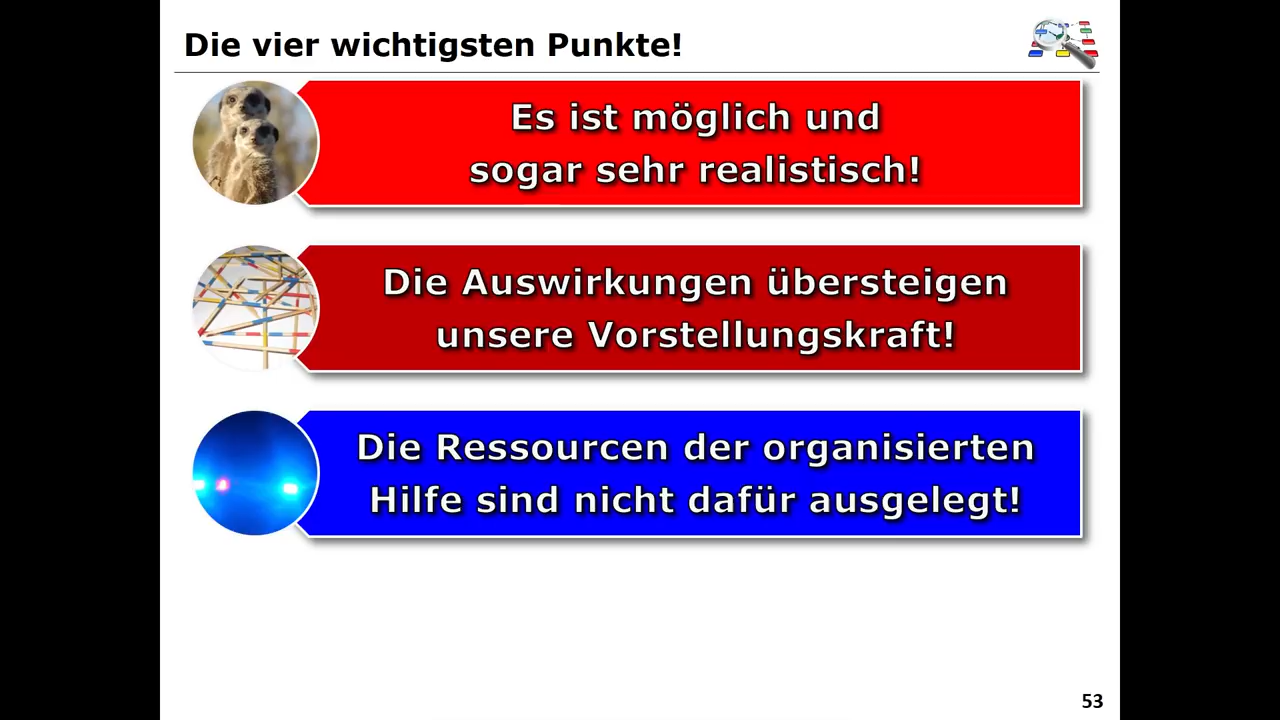 Die vier wichtigsten Punkte!
Es ist möglich und
sogar sehr realistisch!
Die Auswirkungen übersteigen
unsere Vorstellungskraft!
Die Ressourcen der organisierten
Hilfe sind nicht dafür ausgelegt!
53